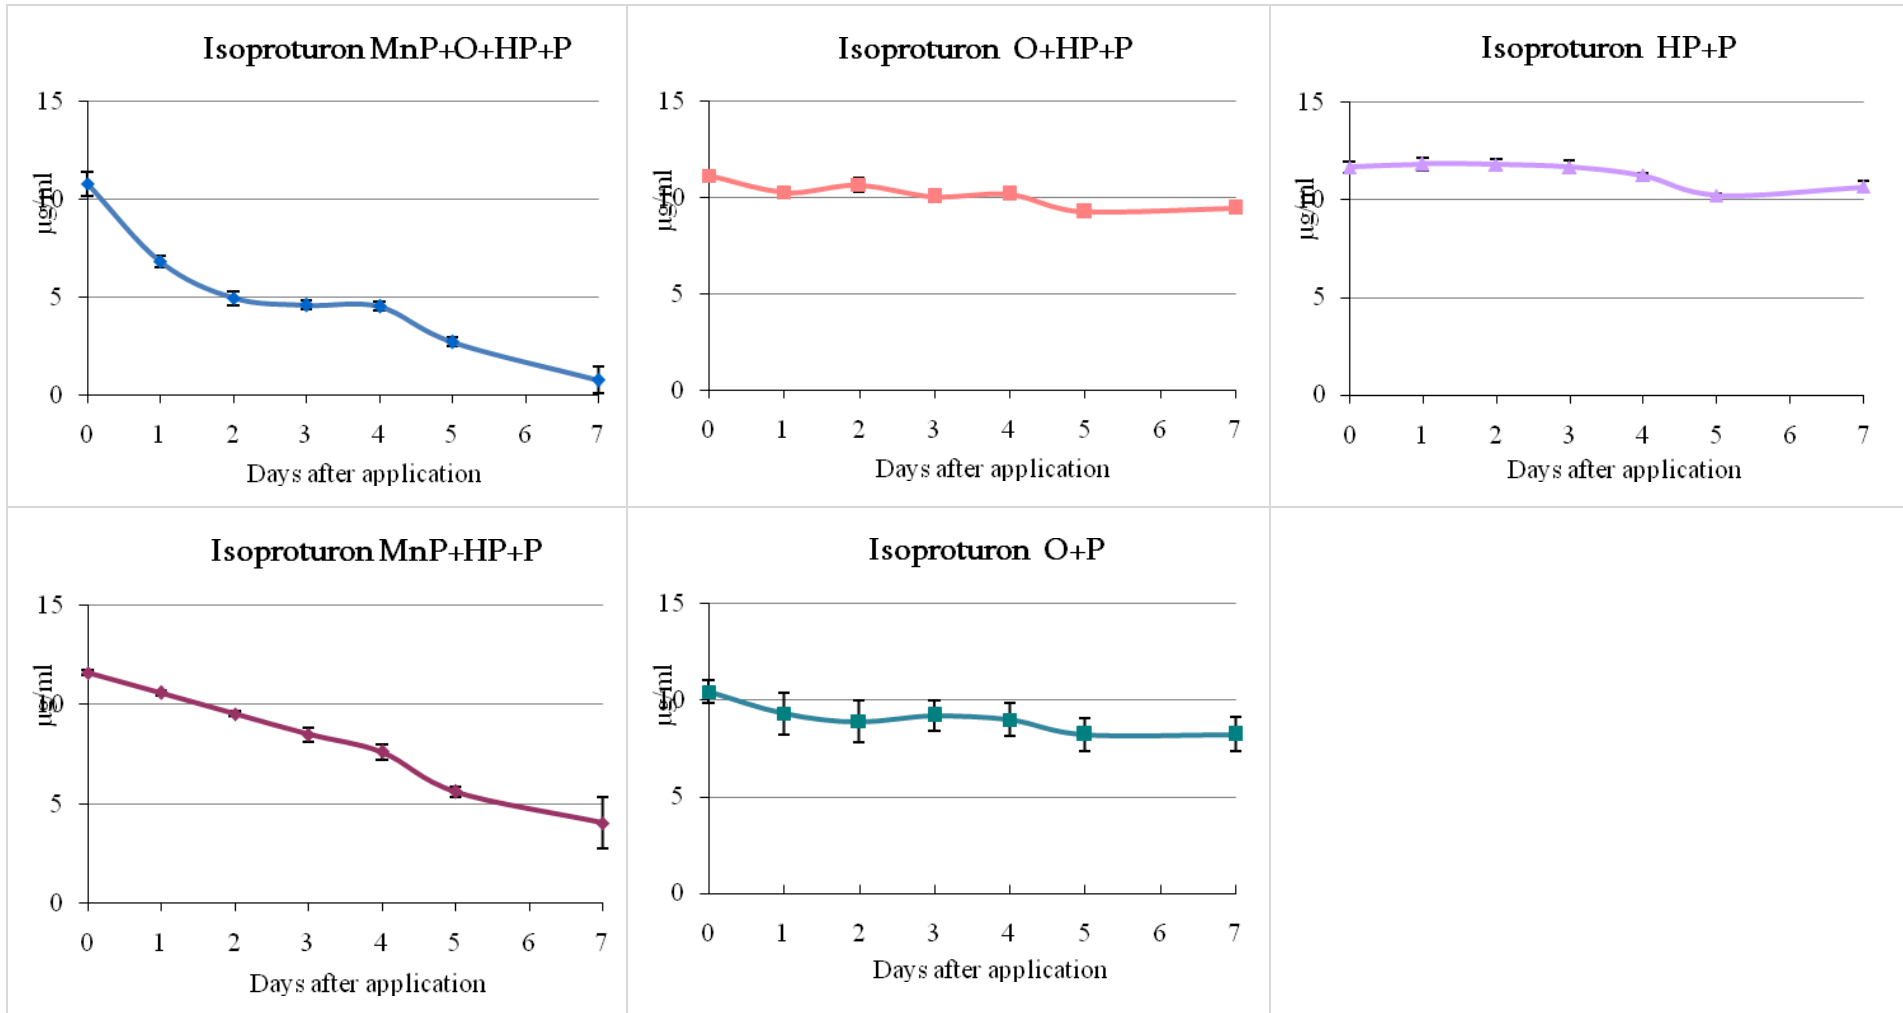 Isoproturon MnP+O+HP+P
15
10
5
0
µg/ml
0 1 2 3 4 5 6 7
Days after application
Isoproturon O+HP+P
15
10
5
0
µg/ml
0 1 2 3 4 5 6 7
Days after application
Isoproturon HP+P
15
10
5
0
µg/ml
0 1 2 3 4 5 6 7
Days after application
Isoproturon MnP+HP+P
15
10
5
0
µg/ml
0 1 2 3 4 5 6 7
Days after application
Isoproturon O+P
15
10
5
0
µg/ml
0 1 2 3 4 5 6 7
Days after application